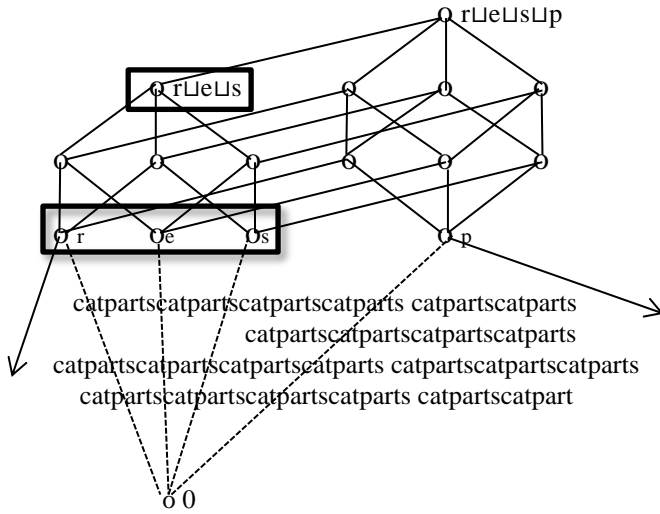 r⊔e⊔s⊔p
r⊔e⊔s
r e s p
catpartscatpartscatpartscatparts catpartscatparts
catpartscatpartscatpartscatparts
catpartscatpartscatpartscatparts catpartscatpartscatparts
catpartscatpartscatpartscatparts catpartscatpart
0